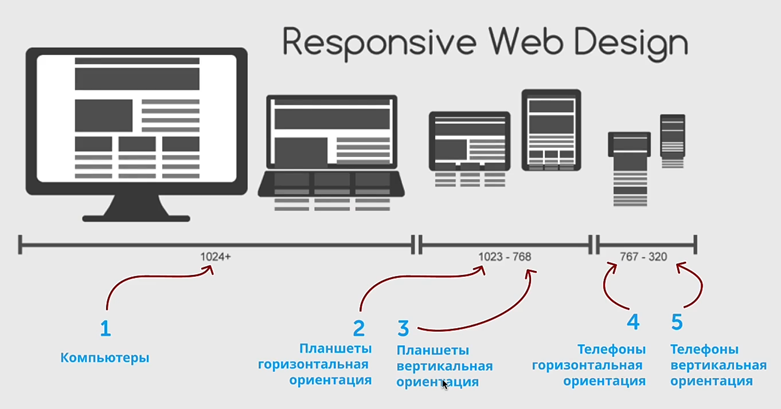 Responsive Web Design
1024+
1023 - 768
767 - 320
1
Компьютеры
2
Планшеты
горизонтальная
ориентация
3
Планшеты
вертикальная
ориентация
4
Телефоны
горизонтальная
ориентация
5
Телефоны
вертикальная
ориентация